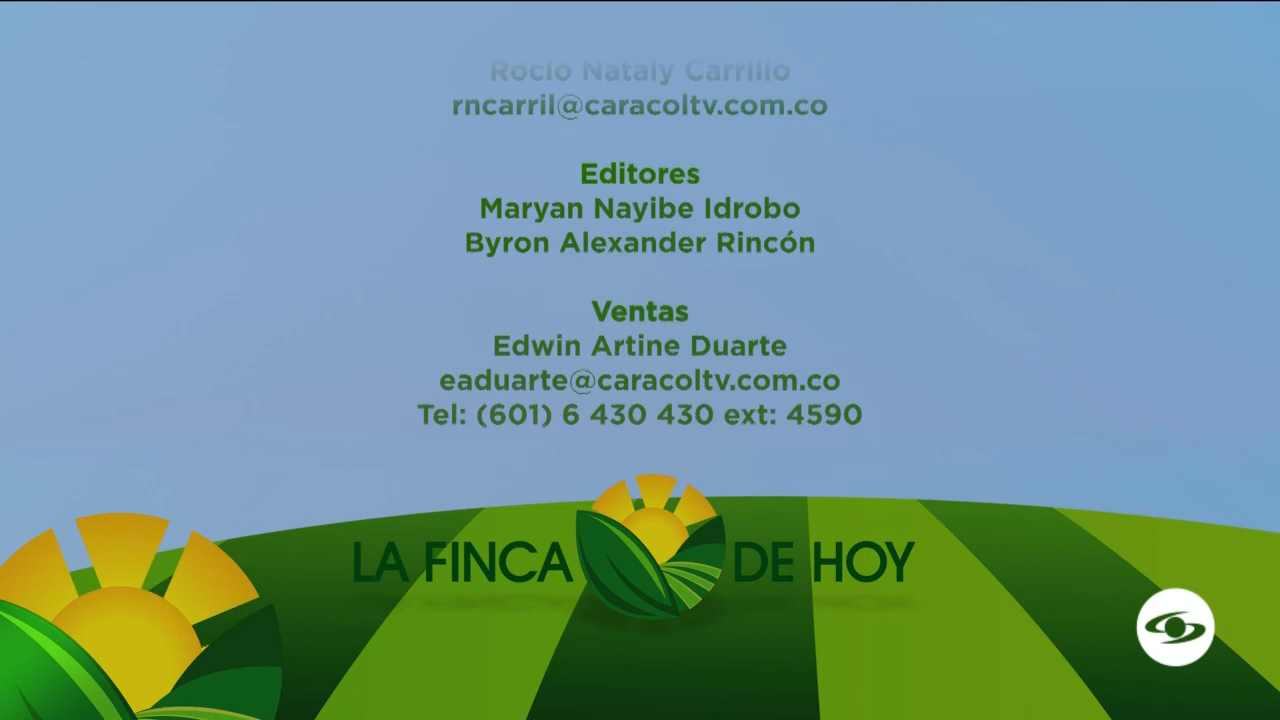 Rocio Nataly Carrillo
rncarril@caracoltv.com.co
Editores
Maryan Nayibe Idrobo
Byron Alexander Rincón
Ventas
Edwin Artine Duarte
eaduarte@caracoltv.com.co
Tel: (601) 6 430 430 ext: 4590
LA FINCA DE HOY